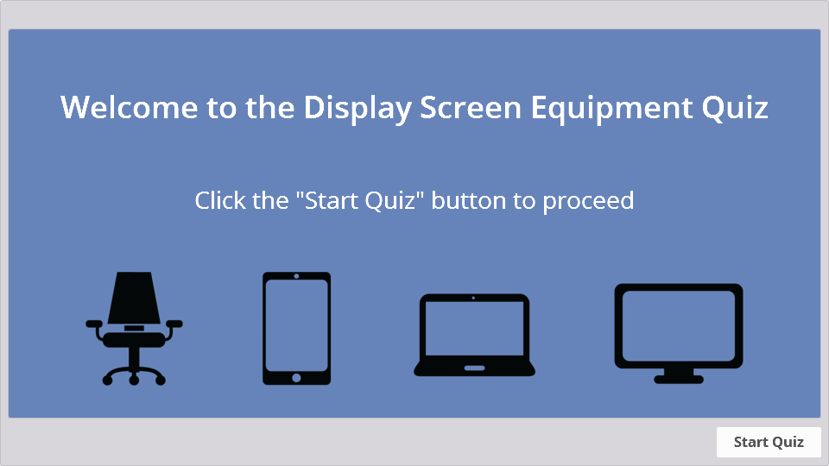 Welcome to the Display Screen Equipment Quiz
Click the "Start Quiz" button to proceed
Start Quiz